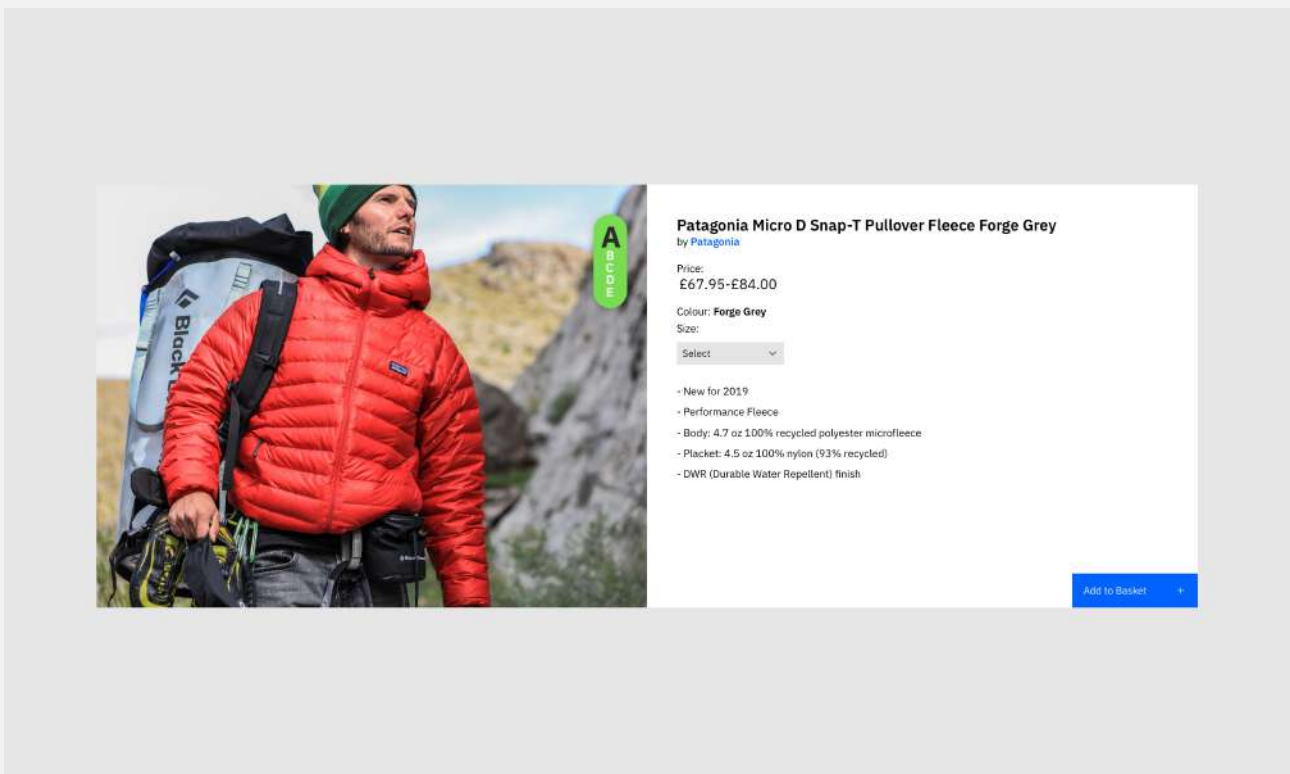 Black
A
B
C
D
E
Patagonia Micro D Snap-T Pullover Fleece Forge Grey
by Patagonia
Price:
£67.95-£84.00
Colour: Forge Grey
Size:
Select
- New for 2019
- Performance Fleece
- Body: 4.7 oz 100% recycled polyester microfleece
- Placket: 4.5 oz 100% nylon (93% recycled)
- DWR (Durable Water Repellent) finish
Add to Basket +